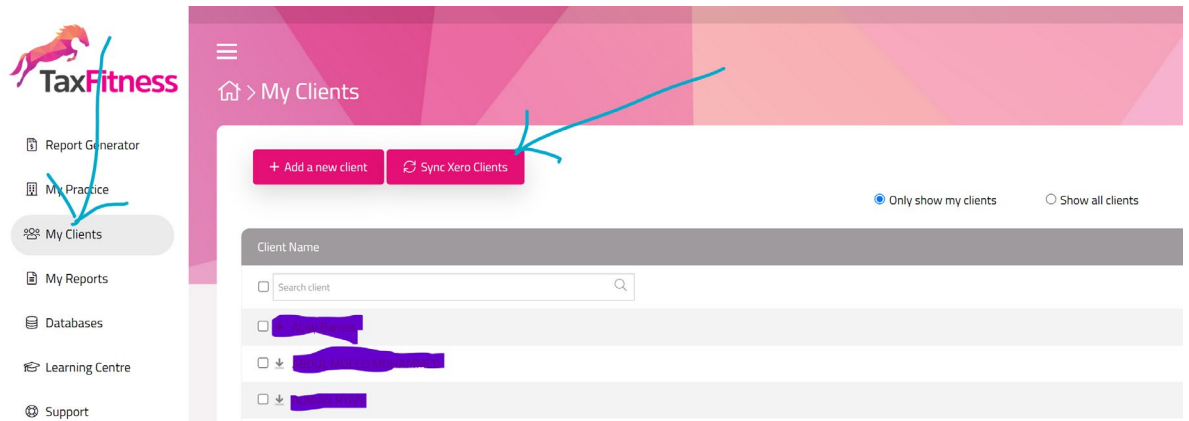 TaxFitness
Report Generator
My Practice
My Clients
My Reports
Databases
Learning Centre
Support
> My Clients
+ Add a new client
Sync Xero Clients
Only show my clients
Show all clients
Client Name
Search client